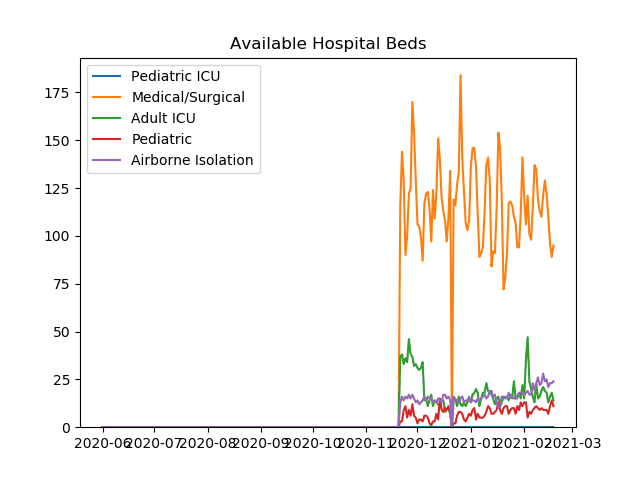 Available Hospital Beds
Pediatric ICU
Medical/Surgical
Adult ICU
Pediatric
Airborne Isolation
175
150
125
100
75
50
25
0
2020-06 2020-07 2020-08 2020-09 2020-10 2020-11 2020-12 2021-01 2021-02 2021-03